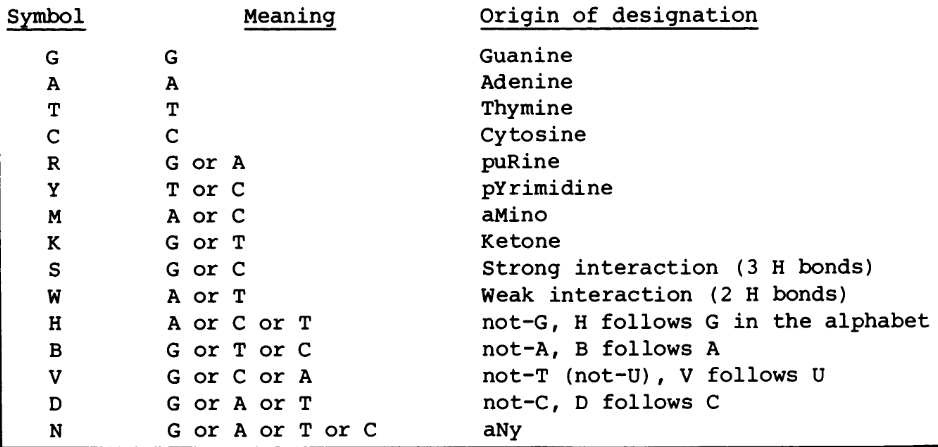 Symbol Meaning Origin of designation
G G Guanine
A A Adenine
T T Thymine
C C Cytosine
R G or A puRine
Y T or C pYrimidine
M A or C aMino
K G or T Ketone
S G or C Strong interaction (3 H bonds)
W A or T Weak interaction (2 H bonds)
H A or C or T not-G, H follows G in the alphabet
B G or T or C not-A, B follows A
V G or C or A not-T (not-U), V follows U
D G or A or T not-C, D follows C
N G or A or T or C aNy